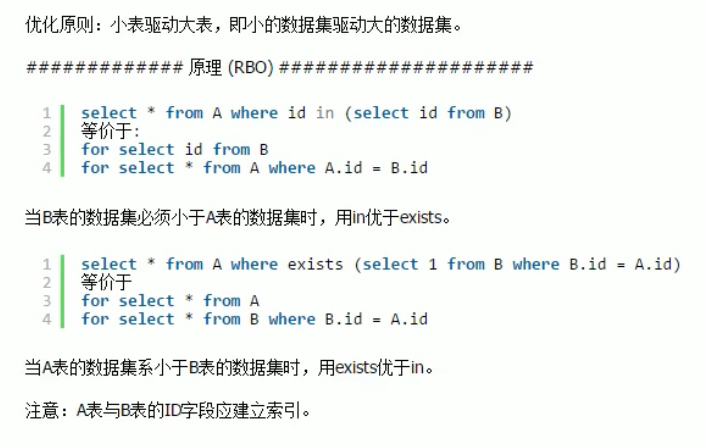 优化原则：小表驱动大表，即小的数据集驱动大的数据集。
############# 原理 (RBO) #####################
1 select * from A where id in (select id from B)
2 等价于:
3 for select id from B
4 for select * from A where A.id = B.id
当B表的数据集必须小于A表的数据集时，用in优于exists。
1 select * from A where exists (select 1 from B where B.id = A.id)
2 等价于
3 for select * from A
4 for select * from B where B.id = A.id
当A表的数据集系小于B表的数据集时，用exists优于in。
注意：A表与B表的ID字段应建立索引。